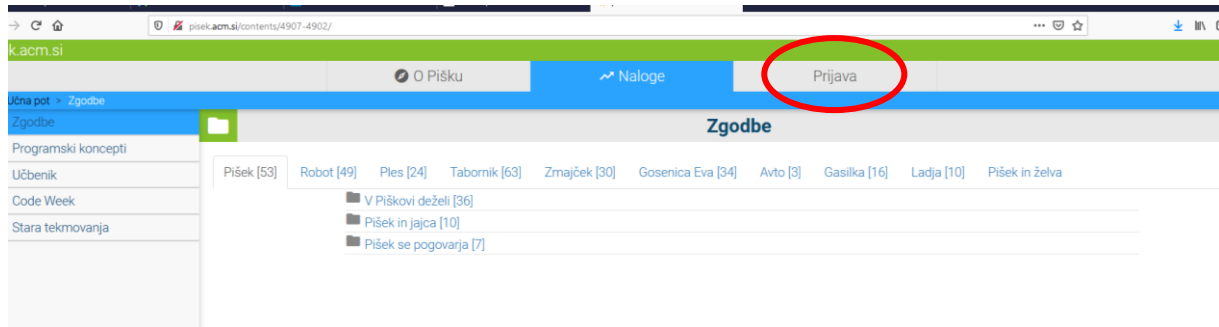 pisek.acm.si/contents/4907-4902/
k.acm.si
O Pišku
Naloge
Prijava
Učna pot > Zgodbe
Zgodbe
Zgodbe
Programski koncepti
Učbenik
Code Week
Stara tekmovanja
Pišek [53] Robot [49] Ples [24] Tabornik [63] Zmajček [30] Gosenica Eva [34] Avto [3] Gasilka [16] Ladja [10] Pišek in želva
V Piškovi deželi [36]
Pišek in jajca [10]
Pišek se pogovarja [7]